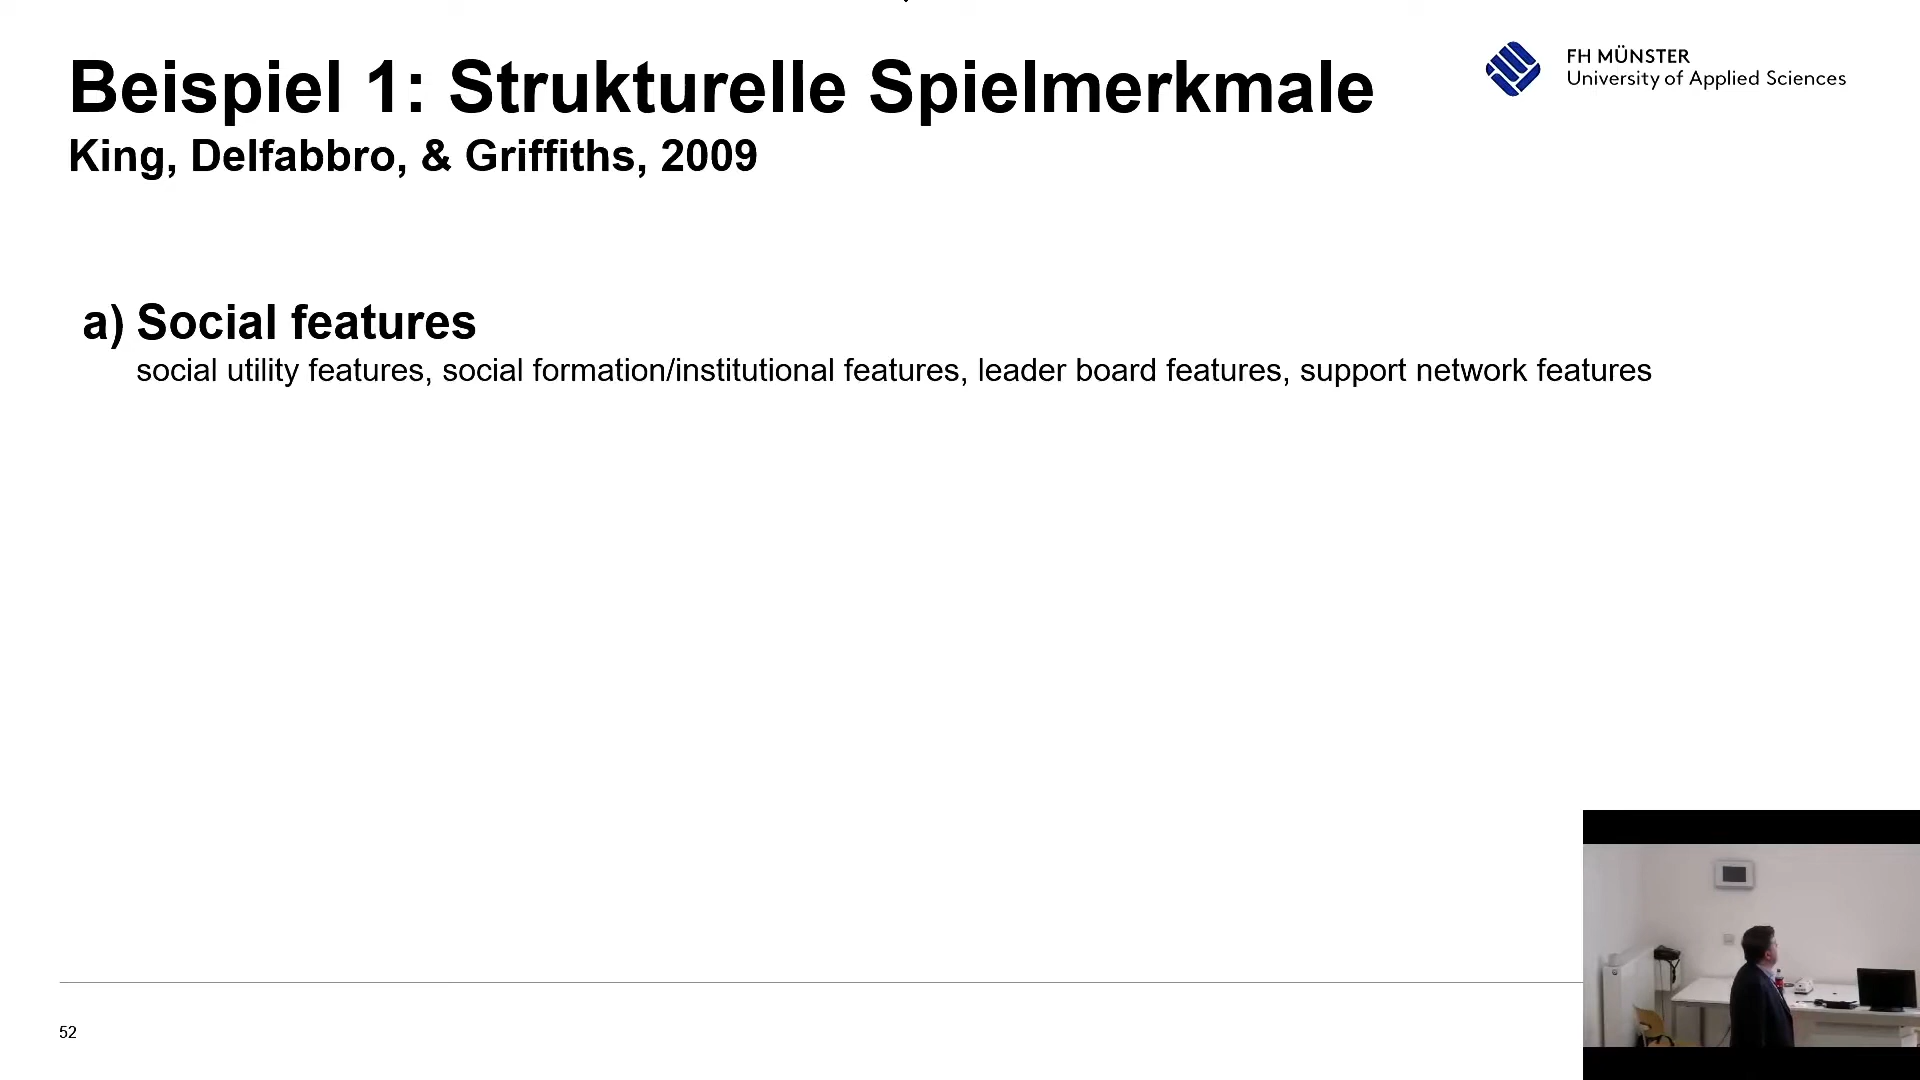 Beispiel 1: Strukturelle Spielmerkmale
King, Delfabbro, & Griffiths, 2009
FH MÜNSTER
University of Applied Sciences
a) Social features
social utility features, social formation/institutional features, leader board features, support network features
52